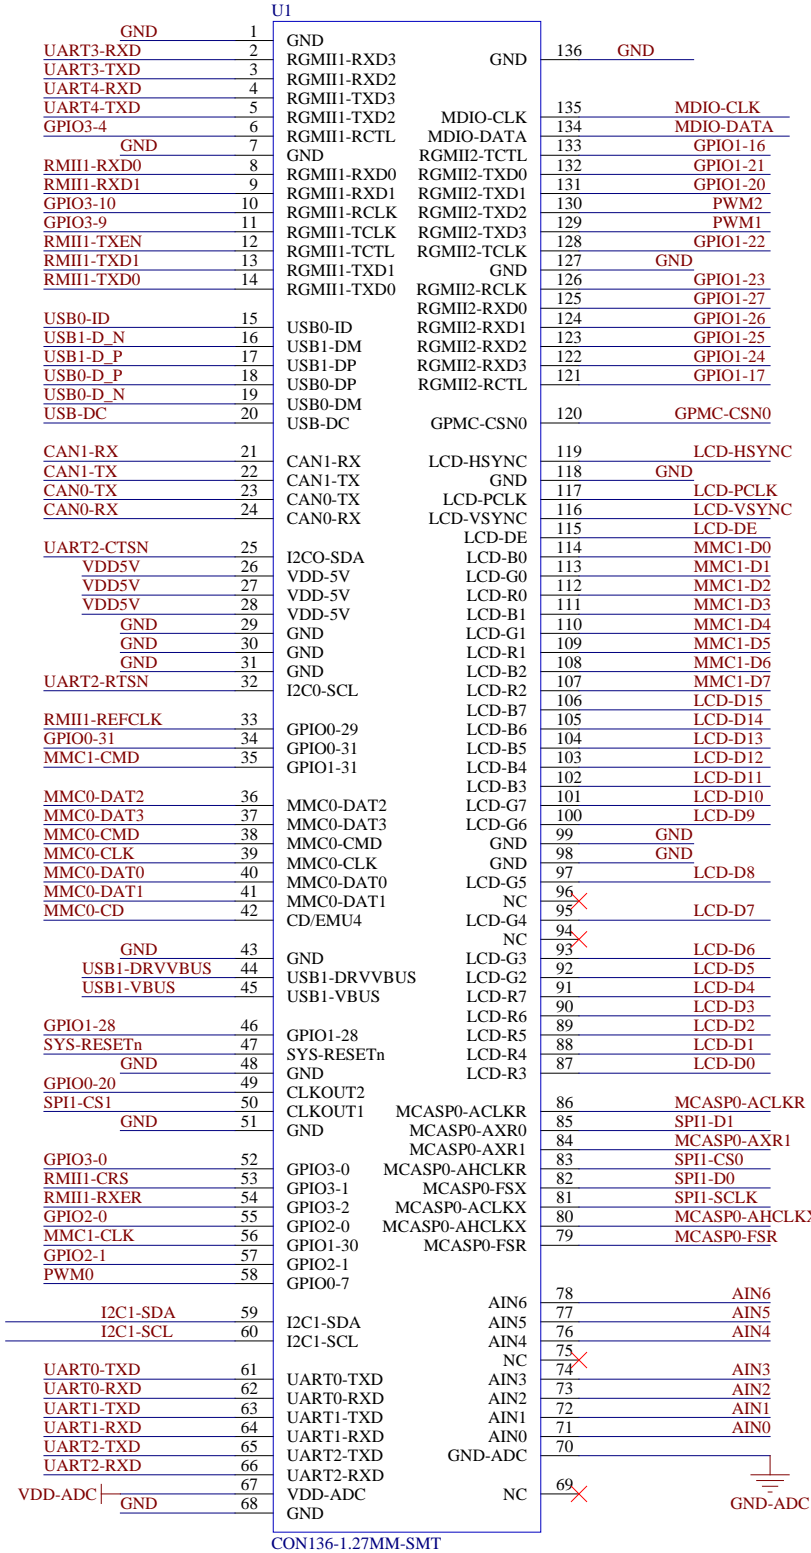 U1
GND 1 GND
UART3-RXD 2 RGMII1-RXD3
UART3-TXD 3 RGMII1-RXD2
UART4-RXD 4 RGMII1-TXD3
UART4-TXD 5 RGMII1-TXD2
GPIO3-4 6 RGMII1-RCTL
GND 7 GND
RMII1-RXD0 8 RGMII1-RXD0
RMII1-RXD1 9 RGMII1-RXD1
GPIO3-10 10 RGMII1-RCLK
GPIO3-9 11 RGMII1-TCLK
RMII1-TXEN 12 RGMII1-TCTL
RMII1-TXD1 13 RGMII1-TXD1
RMII1-TXD0 14 RGMII1-TXD0
USB0-ID 15 USB0-ID
USB1-D_N 16 USB1-DM
USB1-D_P 17 USB1-DP
USB0-D_P 18 USB0-DP
USB0-D_N 19 USB0-DM
USB-DC 20 USB-DC
CAN1-RX 21 CAN1-RX
CAN1-TX 22 CAN1-TX
CAN0-TX 23 CAN0-TX
CAN0-RX 24 CAN0-RX
UART2-CTSN 25 I2CO-SDA
VDD5V 26 VDD-5V
VDD5V 27 VDD-5V
VDD5V 28 VDD-5V
GND 29 GND
GND 30 GND
GND 31 GND
UART2-RTSN 32 I2C0-SCL
RMII1-REFCLK 33 GPIO0-29
GPIO0-31 34 GPIO0-31
MMC1-CMD 35 GPIO1-31
MMC0-DAT2 36 MMC0-DAT2
MMC0-DAT3 37 MMC0-DAT3
MMC0-CMD 38 MMC0-CMD
MMC0-CLK 39 MMC0-CLK
MMC0-DAT0 40 MMC0-DAT0
MMC0-DAT1 41 MMC0-DAT1
MMC0-CD 42 CD/EMU4
GND 43 GND
USB1-DRVVBUS 44 USB1-DRVVBUS
USB1-VBUS 45 USB1-VBUS
GPIO1-28 46 GPIO1-28
SYS-RESETn 47 SYS-RESETn
GND 48 GND
GPIO0-20 49 CLKOUT2
SPI1-CS1 50 CLKOUT1
GND 51 GND
GPIO3-0 52 GPIO3-0
RMII1-CRS 53 GPIO3-1
RMII1-RXER 54 GPIO3-2
GPIO2-0 55 GPIO2-0
MMC1-CLK 56 GPIO1-30
GPIO2-1 57 GPIO2-1
PWM0 58 GPIO0-7
I2C1-SDA 59 I2C1-SDA
I2C1-SCL 60 I2C1-SCL
UART0-TXD 61 UART0-TXD
UART0-RXD 62 UART0-RXD
UART1-TXD 63 UART1-TXD
UART1-RXD 64 UART1-RXD
UART2-TXD 65 UART2-TXD
UART2-RXD 66 UART2-RXD
VDD-ADC 67 VDD-ADC
GND 68 GND
GND 136 GND
MDIO-CLK 135 MDIO-CLK
MDIO-DATA 134 MDIO-DATA
RGMII2-TCTL 133 GPIO1-16
RGMII2-TXD0 132 GPIO1-21
RGMII2-TXD1 131 GPIO1-20
RGMII2-TXD2 130 PWM2
RGMII2-TXD3 129 PWM1
RGMII2-TCLK 128 GPIO1-22
GND 127 GND
RGMII2-RCLK 126 GPIO1-23
RGMII2-RXD0 125 GPIO1-27
RGMII2-RXD1 124 GPIO1-26
RGMII2-RXD2 123 GPIO1-25
RGMII2-RXD3 122 GPIO1-24
RGMII2-RCTL 121 GPIO1-17
GPMC-CSN0 120 GPMC-CSN0
LCD-HSYNC 119 LCD-HSYNC
GND 118 GND
LCD-PCLK 117 LCD-PCLK
LCD-VSYNC 116 LCD-VSYNC
LCD-DE 115 LCD-DE
LCD-B0 114 MMC1-D0
LCD-G0 113 MMC1-D1
LCD-R0 112 MMC1-D2
LCD-B1 111 MMC1-D3
LCD-G1 110 MMC1-D4
LCD-R1 109 MMC1-D5
LCD-B2 108 MMC1-D6
LCD-R2 107 MMC1-D7
LCD-B7 106 LCD-D15
LCD-B6 105 LCD-D14
LCD-B5 104 LCD-D13
LCD-B4 103 LCD-D12
LCD-B3 102 LCD-D11
LCD-G7 101 LCD-D10
LCD-G6 100 LCD-D9
GND 99 GND
GND 98 GND
LCD-G5 97 LCD-D8
NC 96
LCD-G4 95 LCD-D7
NC 94
LCD-G3 93 LCD-D6
LCD-G2 92 LCD-D5
LCD-R7 91 LCD-D4
LCD-R6 90 LCD-D3
LCD-R5 89 LCD-D2
LCD-R4 88 LCD-D1
LCD-R3 87 LCD-D0
MCASP0-ACLKR 86 MCASP0-ACLKR
MCASP0-AXR0 85 SPI1-D1
MCASP0-AXR1 84 MCASP0-AXR1
MCASP0-AHCLKR 83 SPI1-CS0
MCASP0-FSX 82 SPI1-D0
MCASP0-ACLKX 81 SPI1-SCLK
MCASP0-AHCLKX 80 MCASP0-AHCLKX
MCASP0-FSR 79 MCASP0-FSR
AIN6 78 AIN6
AIN5 77 AIN5
AIN4 76 AIN4
NC 75
AIN3 74 AIN3
AIN2 73 AIN2
AIN1 72 AIN1
AIN0 71 AIN0
GND-ADC 70
NC 69
GND-ADC
CON136-1.27MM-SMT